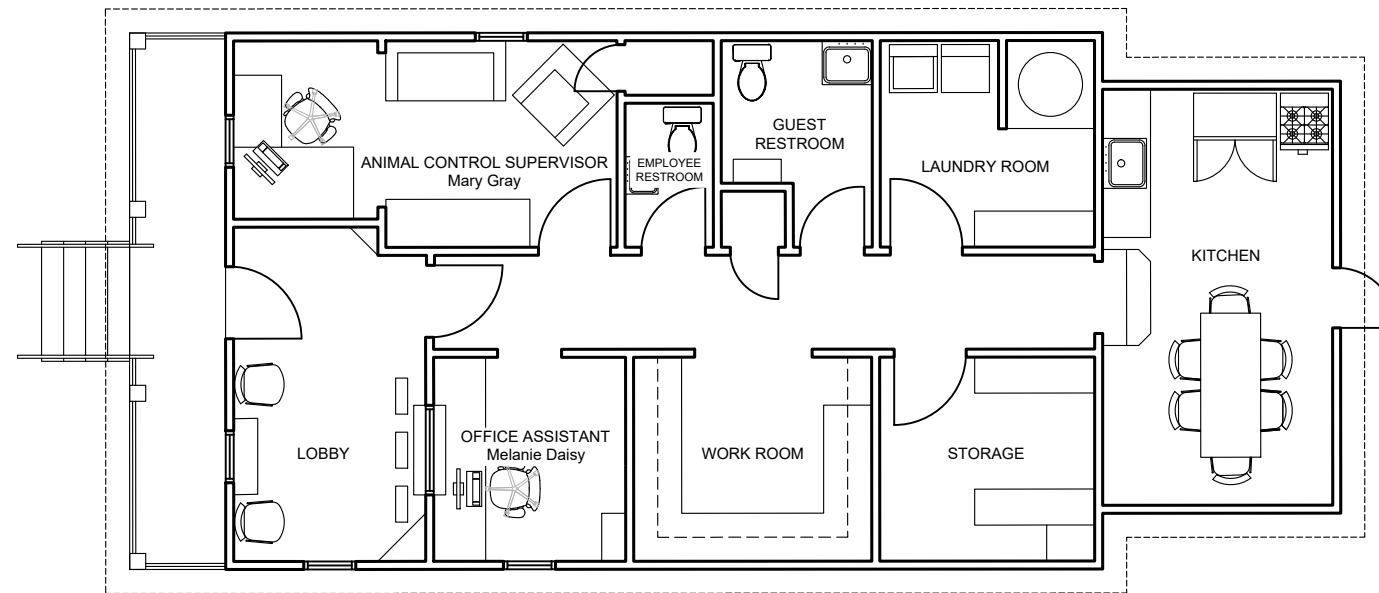 ANIMAL CONTROL SUPERVISOR
Mary Gray
EMPLOYEE
RESTROOM
GUEST
RESTROOM
LAUNDRY ROOM
KITCHEN
LOBBY
OFFICE ASSISTANT
Melanie Daisy
WORK ROOM
STORAGE